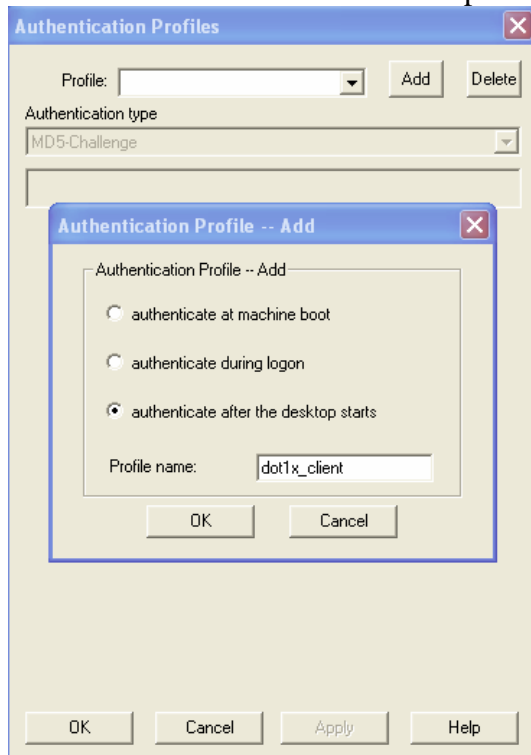 Authentication Profiles
Profile: Add Delete
Authentication type
MD5-Challenge
Authentication Profile -- Add
Authentication Profile -- Add
authenticate at machine boot
authenticate during logon
authenticate after the desktop starts
Profile name: dot1x_client
OK Cancel
OK Cancel Apply Help